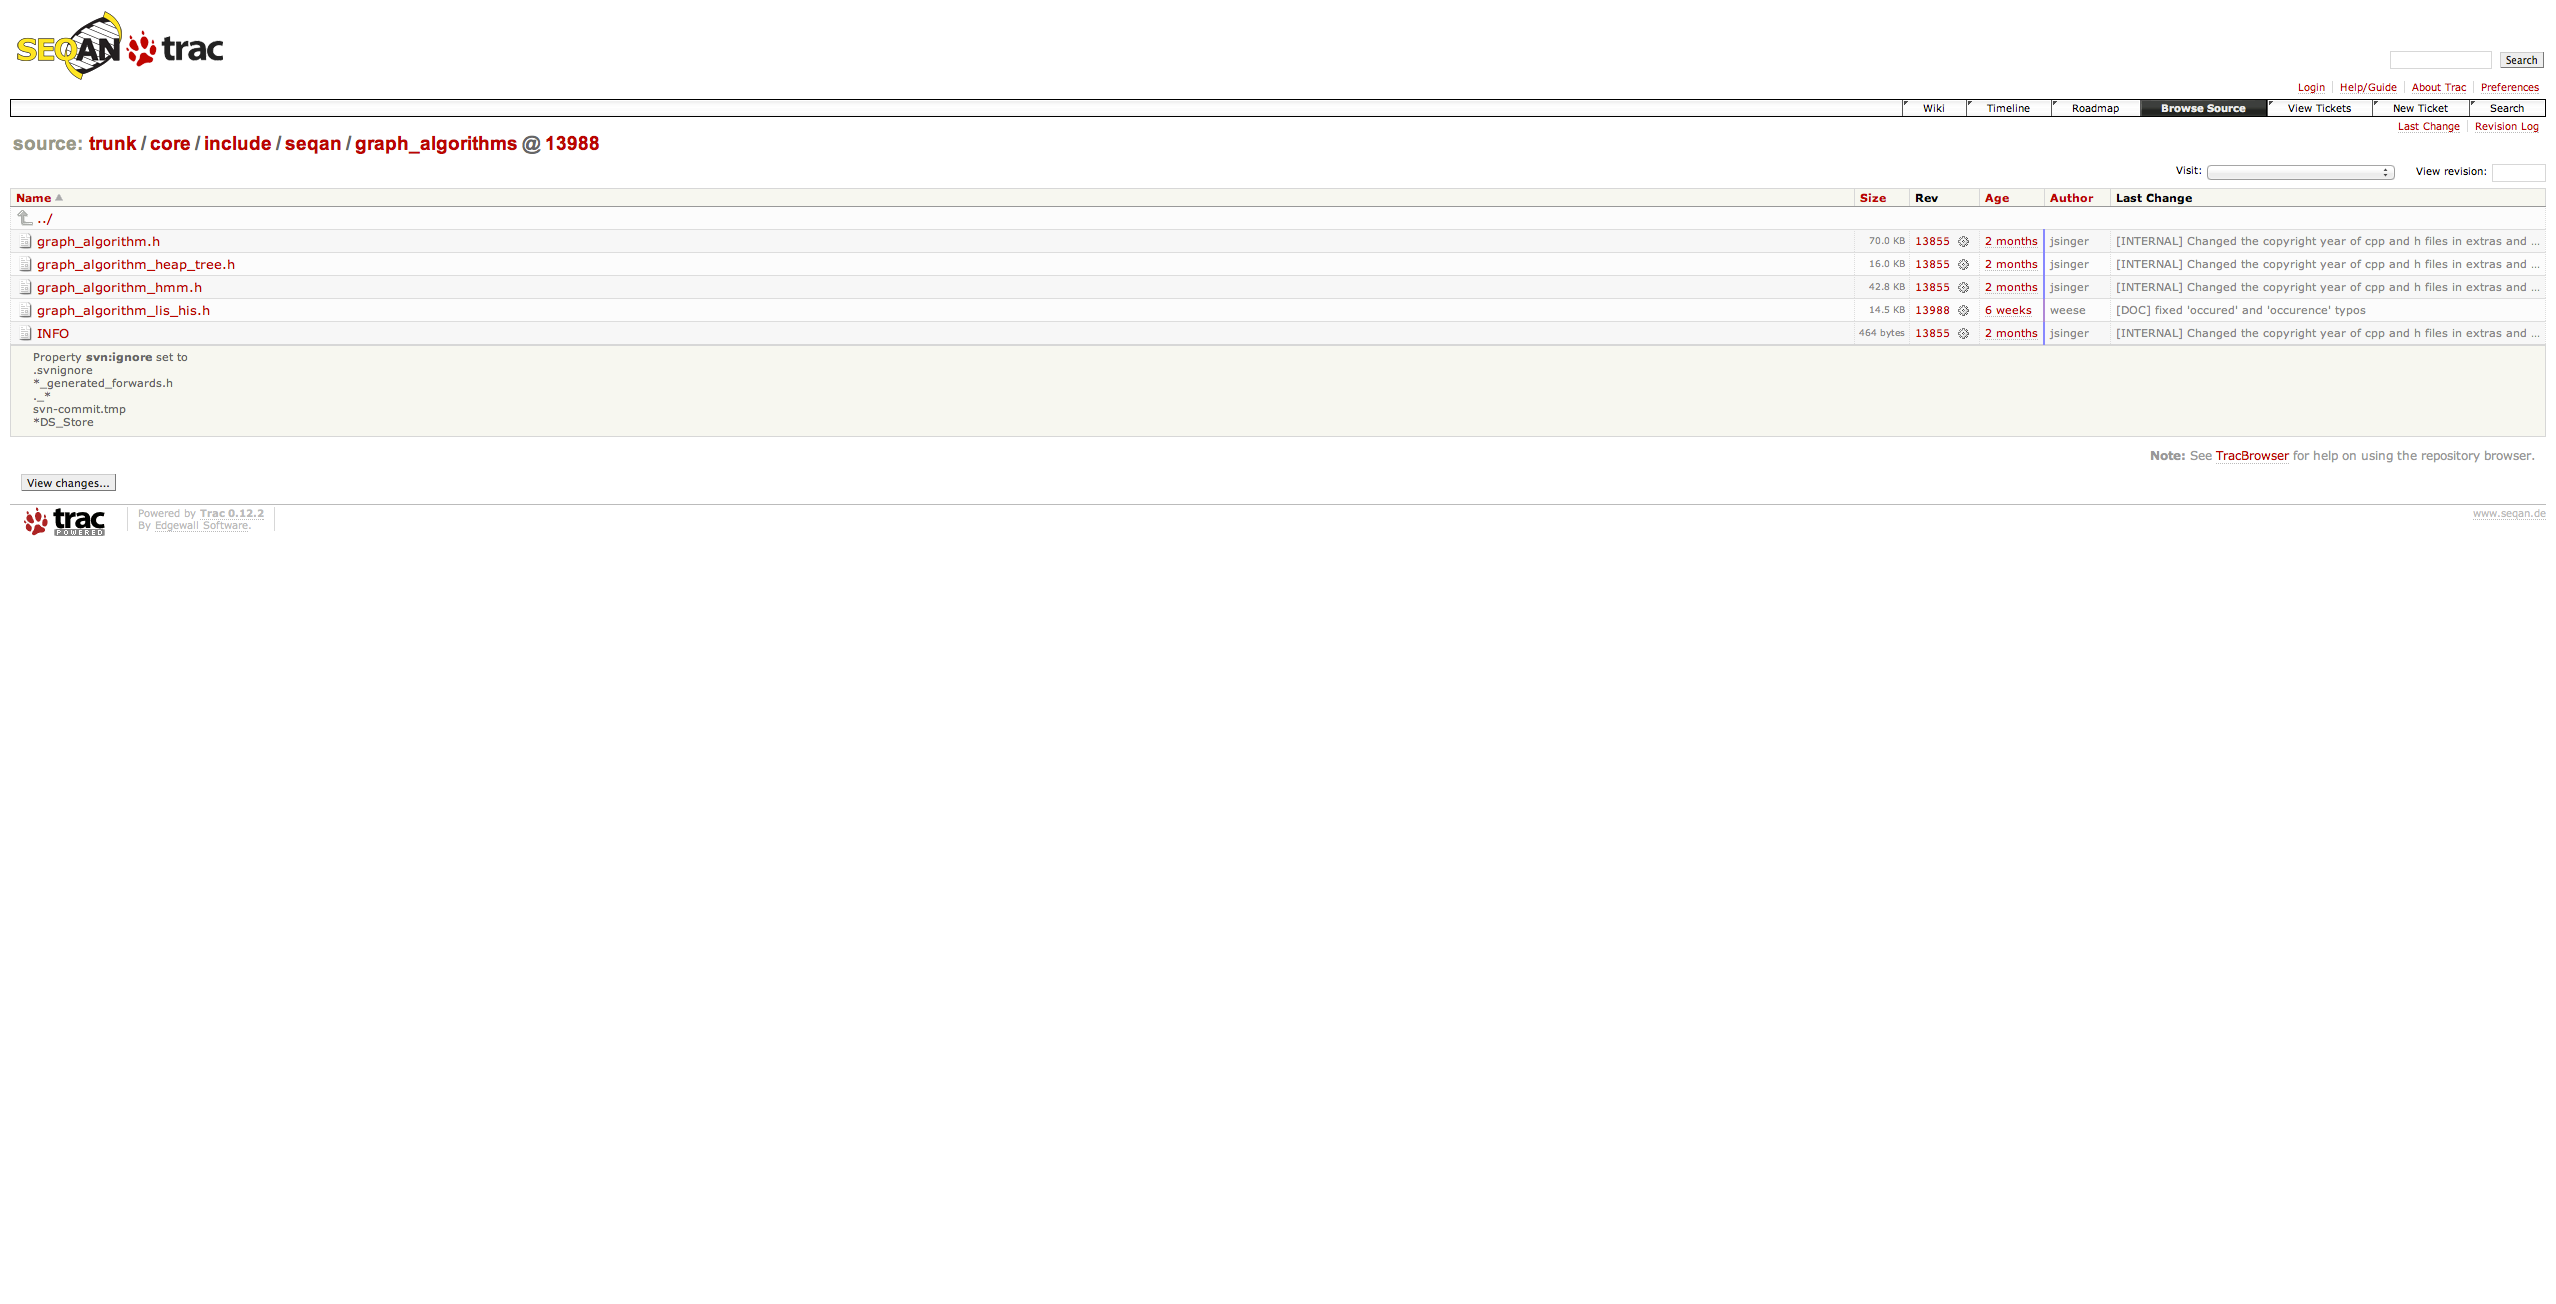 SEQAN trac
Search
Login Help/Guide About Trac Preferences
Wiki Timeline Roadmap Browse Source View Tickets New Ticket Search
Last Change Revision Log
source: trunk / core / include / seqan / graph_algorithms @ 13988
Visit: View revision:
Name Size Rev Age Author Last Change
../
graph_algorithm.h 70.0 KB 13855 2 months jsinger [INTERNAL] Changed the copyright year of cpp and h files in extras and …
graph_algorithm_heap_tree.h 16.0 KB 13855 2 months jsinger [INTERNAL] Changed the copyright year of cpp and h files in extras and …
graph_algorithm_hmm.h 42.8 KB 13855 2 months jsinger [INTERNAL] Changed the copyright year of cpp and h files in extras and …
graph_algorithm_lis_his.h 14.5 KB 13988 6 weeks weese [DOC] fixed 'occured' and 'occurence' typos
INFO 464 bytes 13855 2 months jsinger [INTERNAL] Changed the copyright year of cpp and h files in extras and …
Property svn:ignore set to
.svnignore
*_generated_forwards.h
._*
svn-commit.tmp
*DS_Store
Note: See TracBrowser for help on using the repository browser.
View changes...
trac POWERED
Powered by Trac 0.12.2
By Edgewall Software.
www.seqan.de